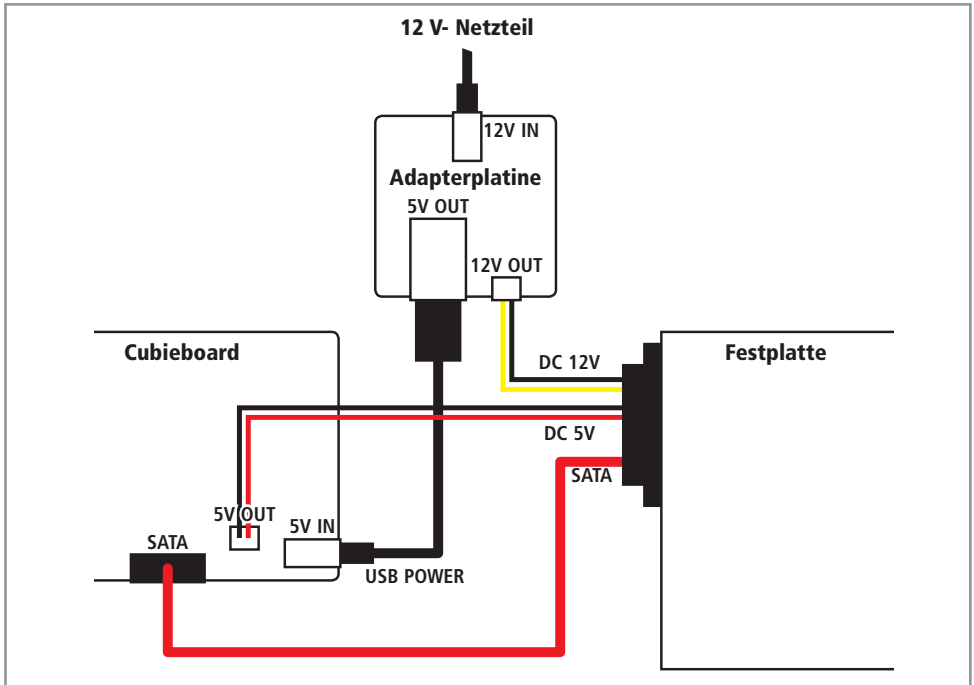 12 V- Netzteil
12V IN
Adapterplatine
5V OUT
12V OUT
Cubieboard
Festplatte
DC 12V
DC 5V
SATA
5V OUT
5V IN
SATA
USB POWER